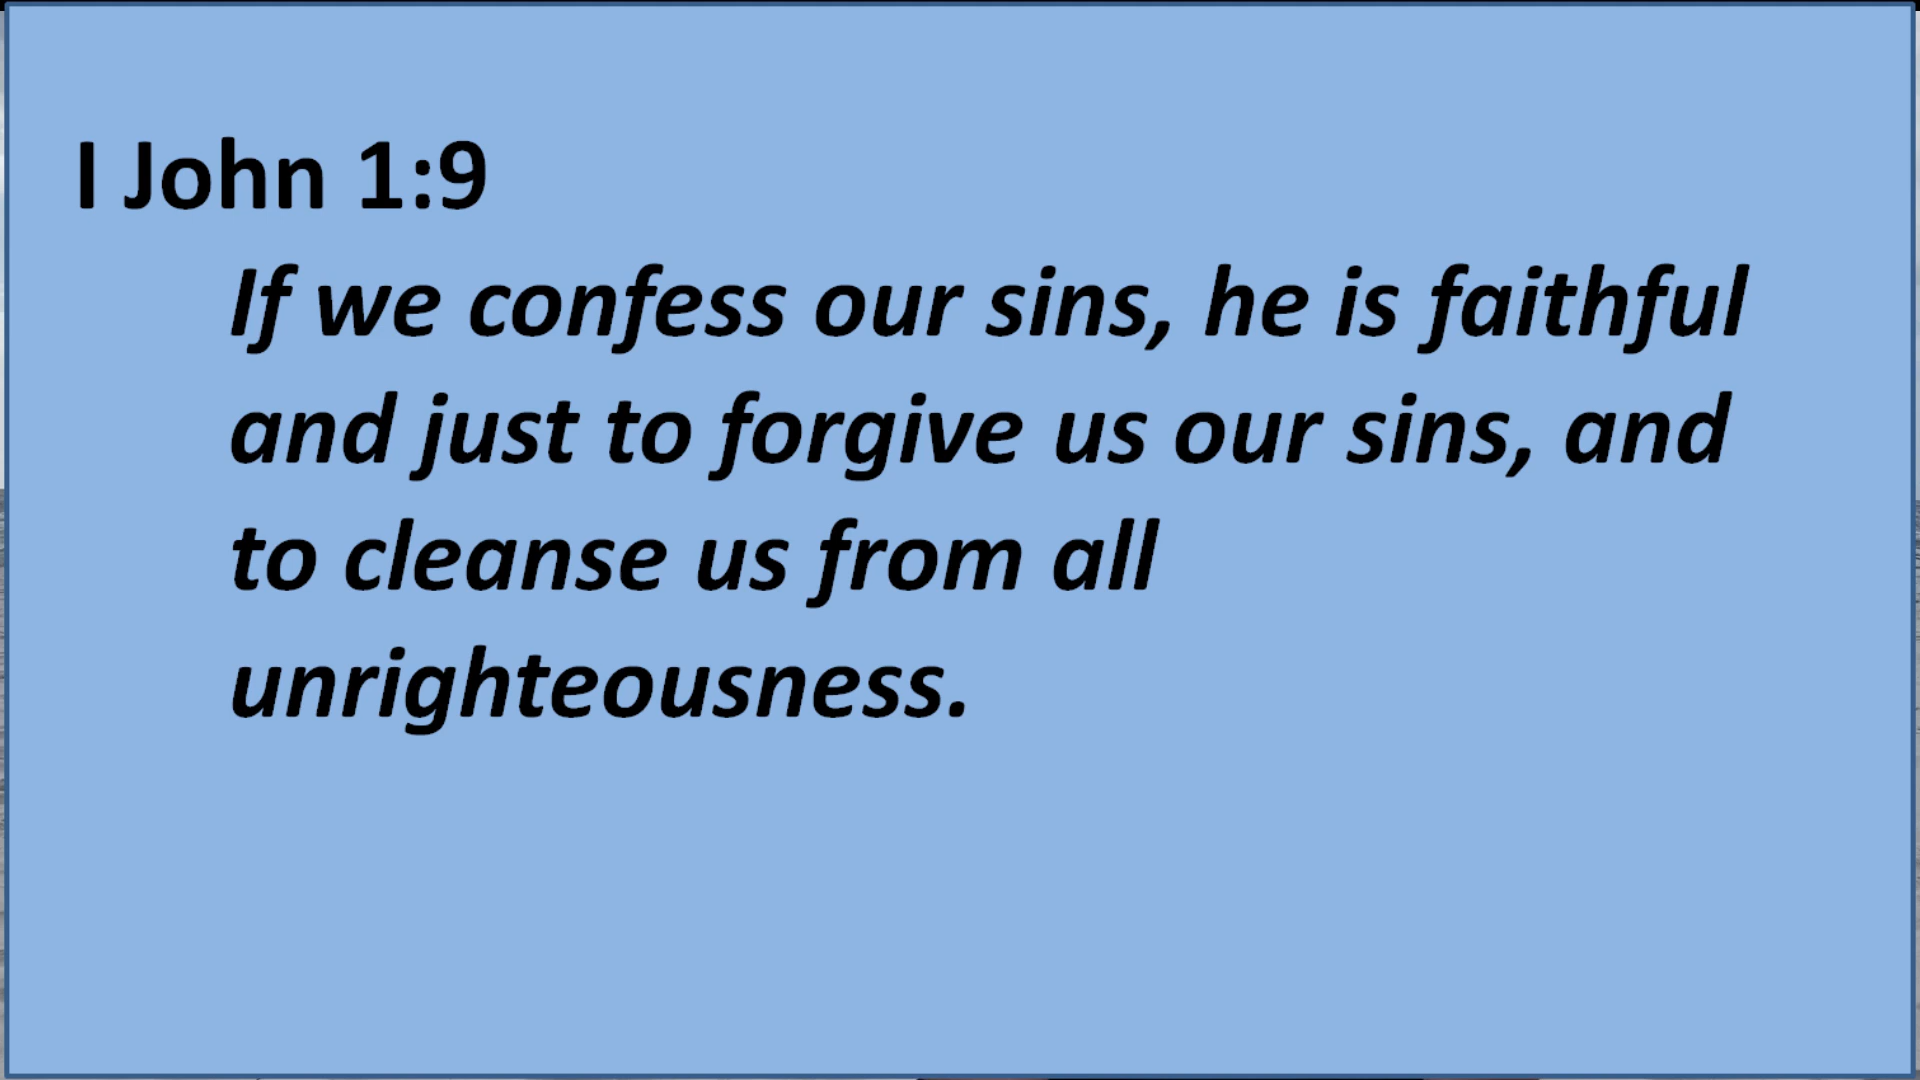 I John 1:9
If we confess our sins, he is faithful
and just to forgive us our sins, and
to cleanse us from all
unrighteousness.